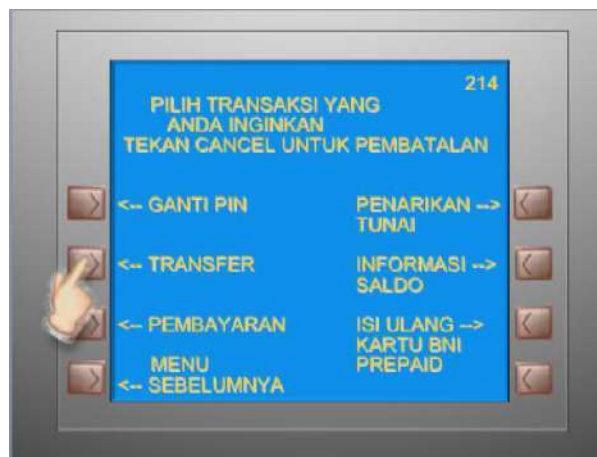 214
PILIH TRANSAKSI YANG
ANDA INGINKAN
TEKAN CANCEL UNTUK PEMBATALAN
<-- GANTI PIN
PENARIKAN -->
TUNAI
<-- TRANSFER
INFORMASI -->
SALDO
<-- PEMBAYARAN
ISI ULANG -->
KARTU BNI
PREPAID
MENU
<-- SEBELUMNYA